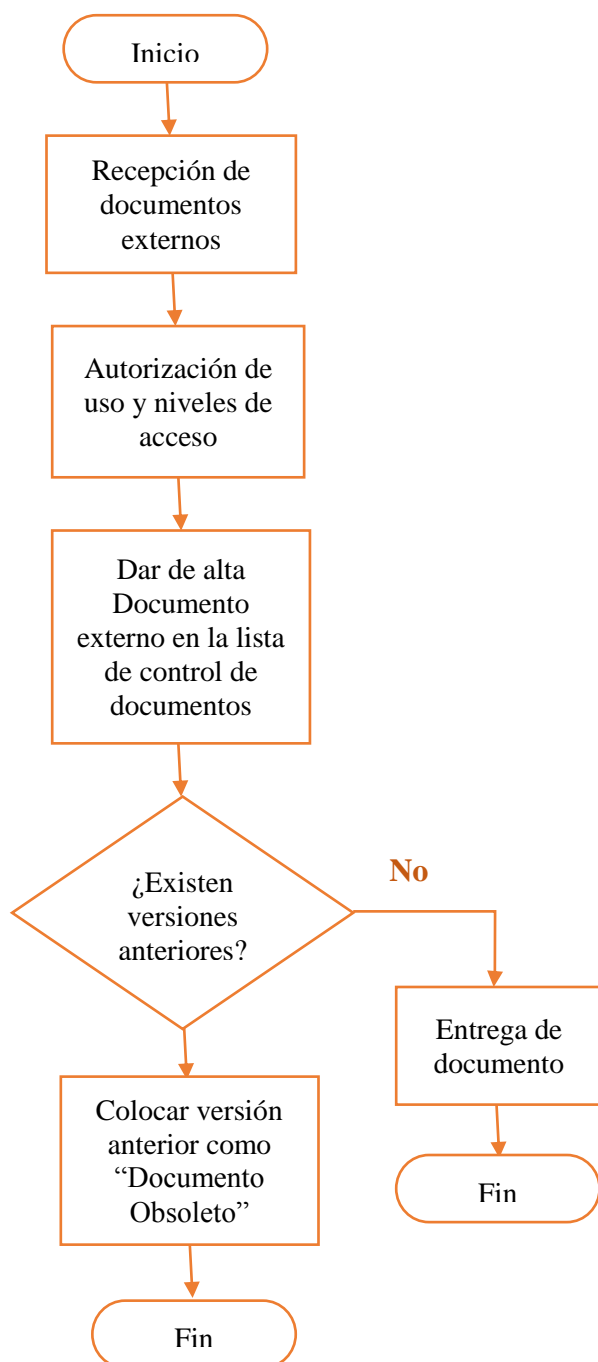 Inicio
Recepción de
documentos
externos
Autorización de
uso y niveles de
acceso
Dar de alta
Documento
externo en la lista
de control de
documentos
¿Existen
versiones
anteriores?
No
Entrega de
documento
Fin
Colocar versión
anterior como
“Documento
Obsoleto”
Fin